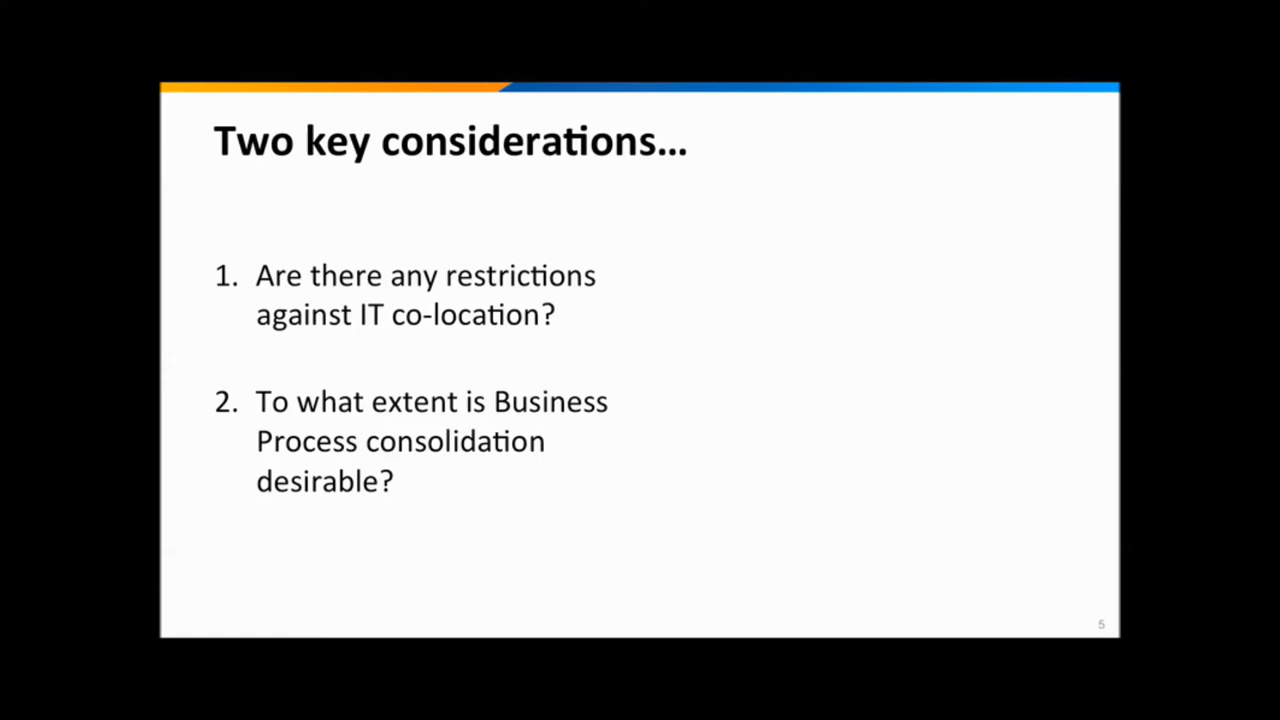 Two key considerations...
1. Are there any restrictions
against IT co-location?
2. To what extent is Business
Process consolidation
desirable?
5